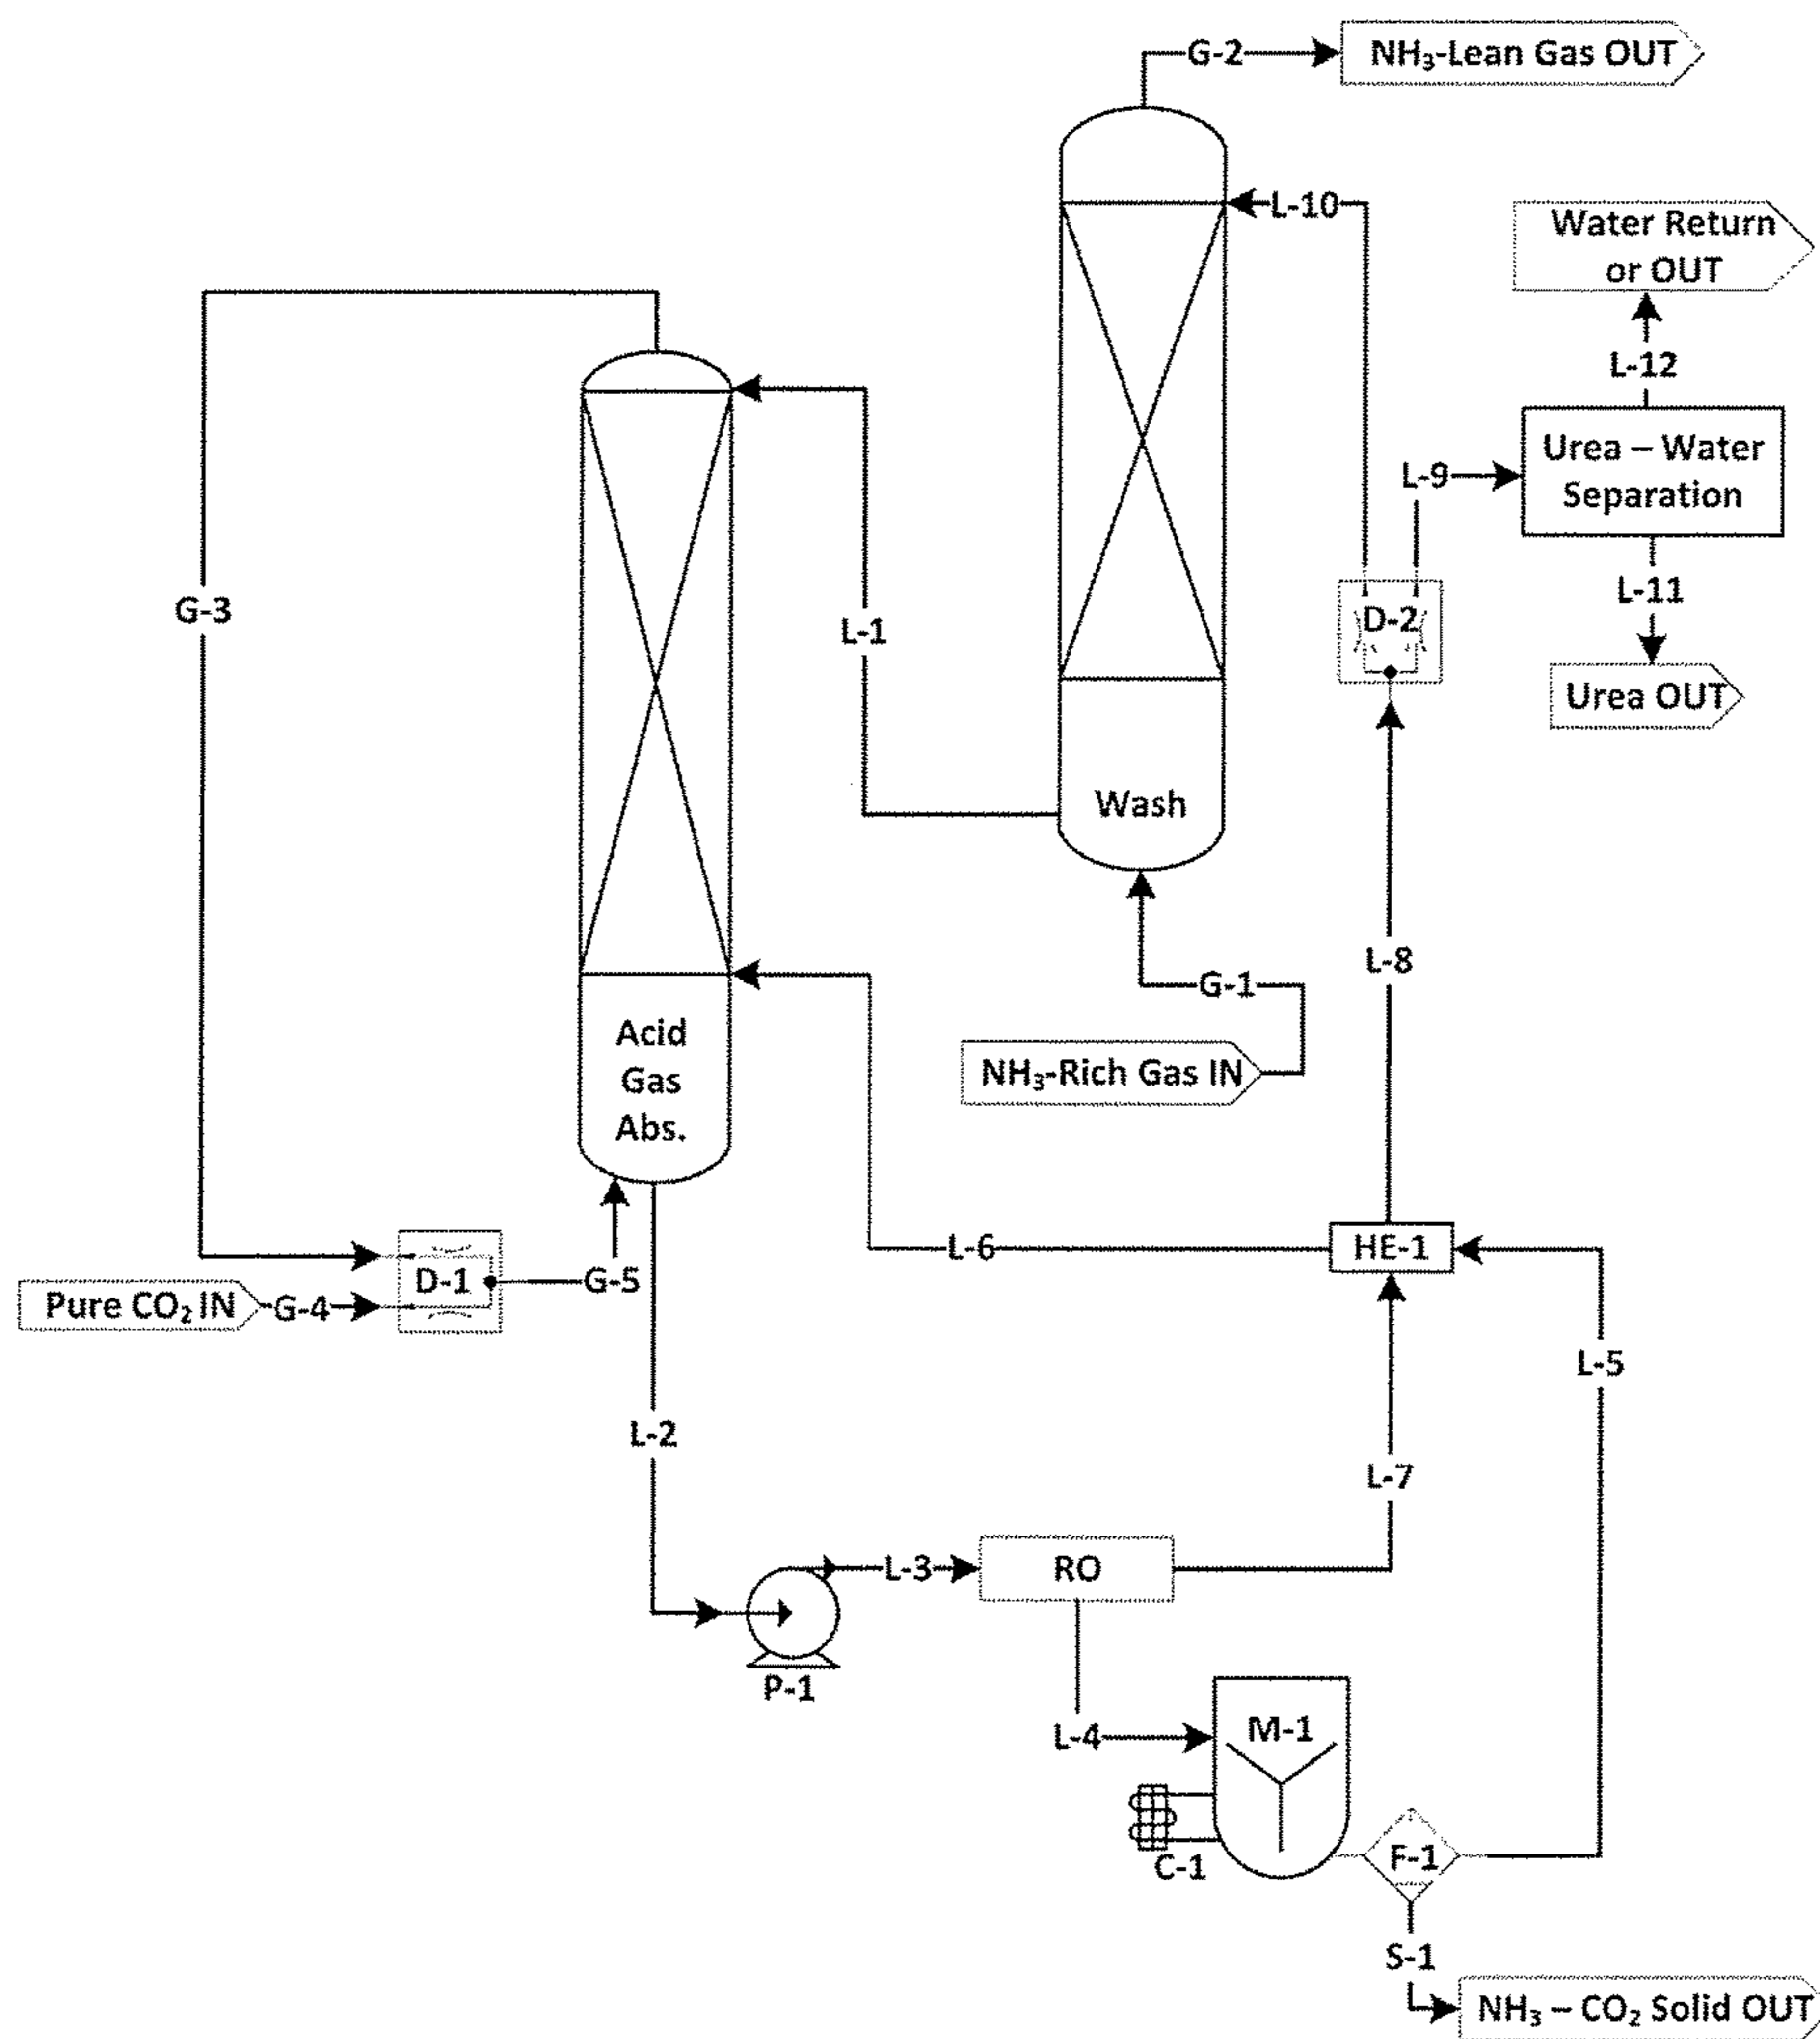 G-2
NH₃-Lean Gas OUT
L-10
Water Return
or OUT
L-12
Urea – Water
Separation
L-9
L-11
Urea OUT
D-2
G-3
L-1
Wash
L-8
G-1
NH₃-Rich Gas IN
Acid
Gas
Abs.
L-6
HE-1
D-1
G-5
Pure CO₂ IN
G-4
L-5
L-2
L-7
L-3
RO
P-1
L-4
M-1
C-1
F-1
S-1
NH₃ – CO₂ Solid OUT